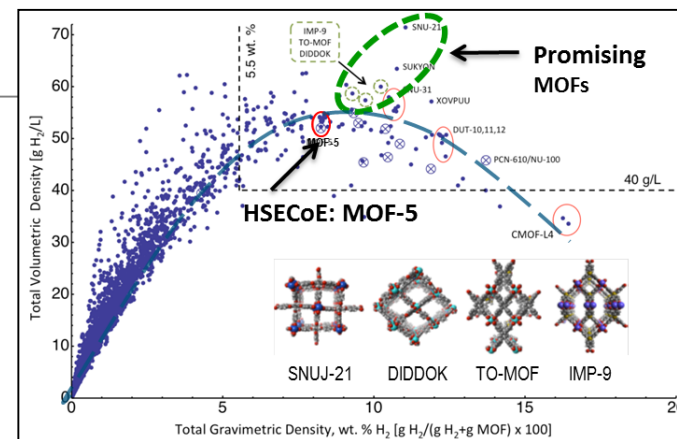 70
60
50
40
30
20
10
0
Total Volumetric Density [g H₂/L]
5.5 wt. %
IMP-9
TO-MOF
DIDDOK
SNU-21
SUKYON
NU-31
XOVPUU
DUT-10,11,12
PCN-610/NU-100
MOF-5
Promising
MOFs
40 g/L
HSECoE: MOF-5
CMOF-L4
SNUJ-21
DIDDOK
TO-MOF
IMP-9
0
5
10
15
20
Total Gravimetric Density, wt. % H₂ [g H₂/(g H₂+g MOF) x 100]